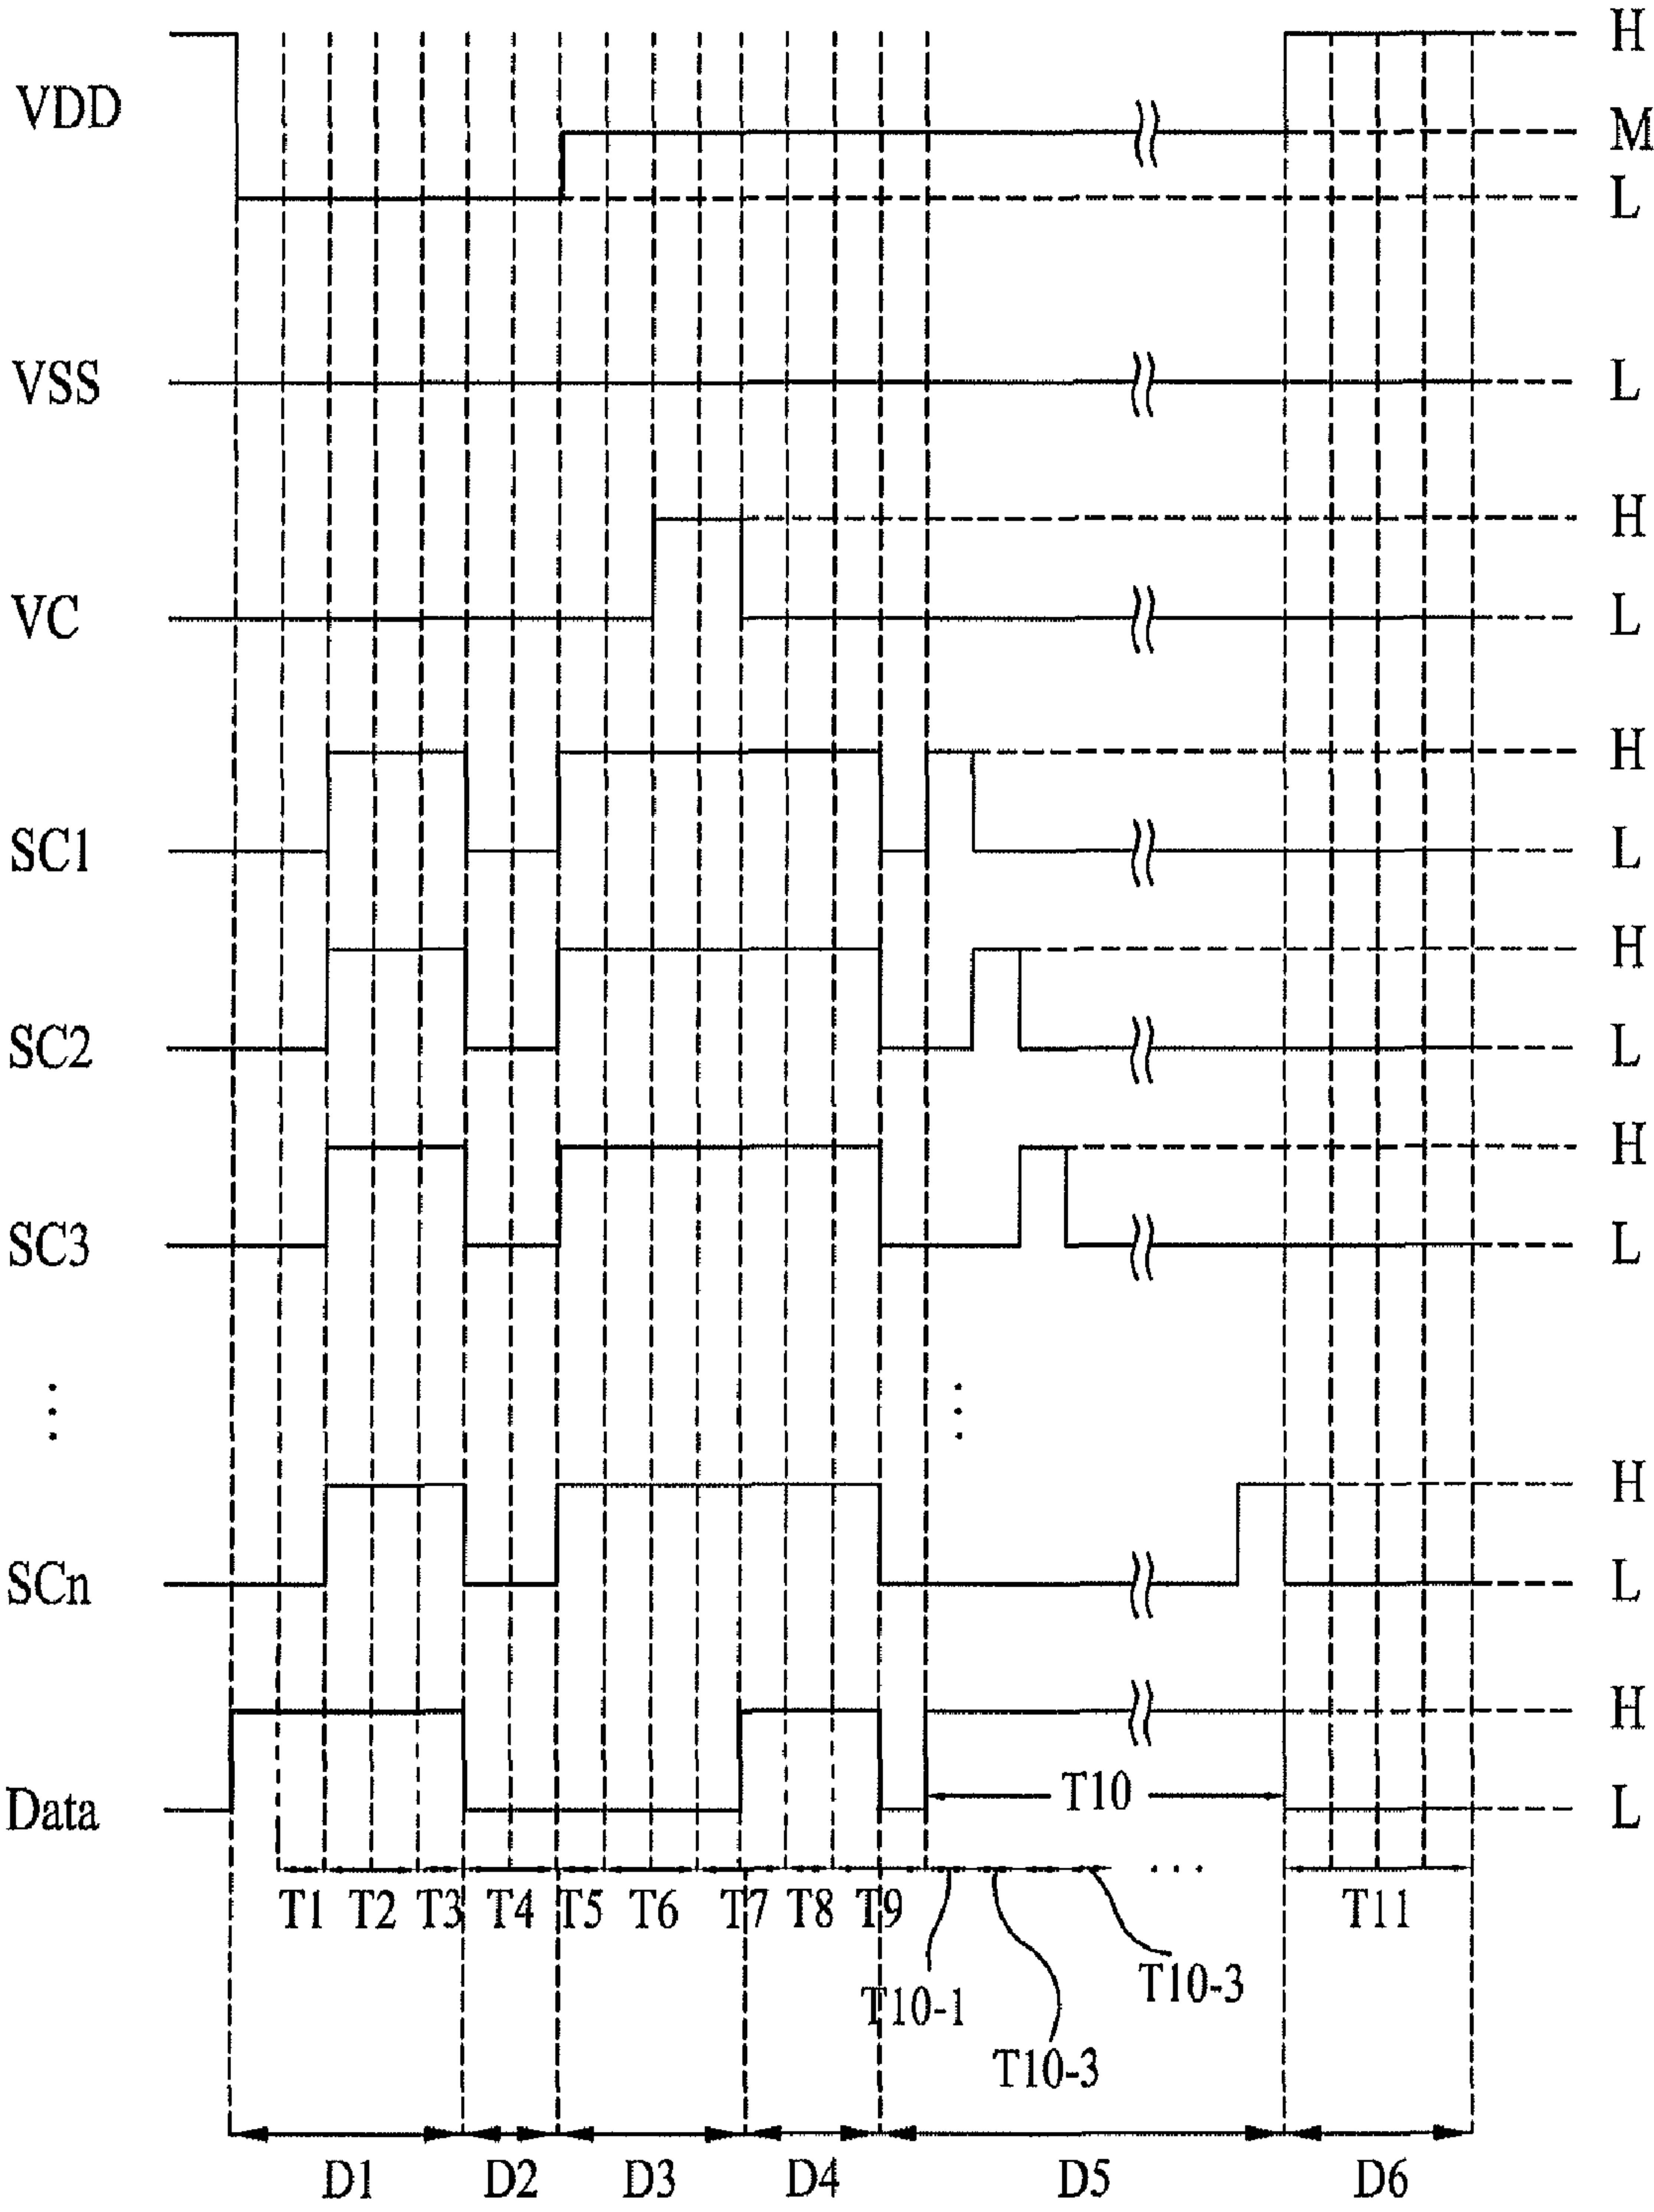 H
VDD
M
L
VSS
L
H
VC
L
H
SC1
L
H
SC2
L
H
SC3
L
H
SCn
L
H
T10
Data
L
T1 T2 T3 T4 T5 T6 T7 T8 T9 T11
T10-3
T10-1
T10-3
D1 D2 D3 D4 D5 D6